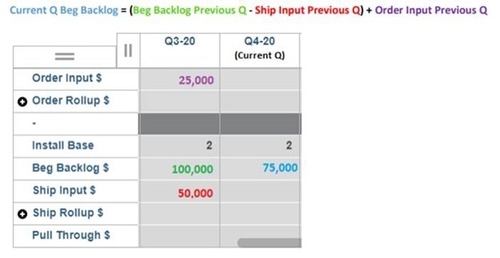 Current Q Beg Backlog = (Beg Backlog Previous Q - Ship Input Previous Q) + Order Input Previous Q
Q3-20 Q4-20
(Current Q)
Order Input $ 25,000
Order Rollup $
-
Install Base 2 2
Beg Backlog $ 100,000 75,000
Ship Input $ 50,000
Ship Rollup $
Pull Through $